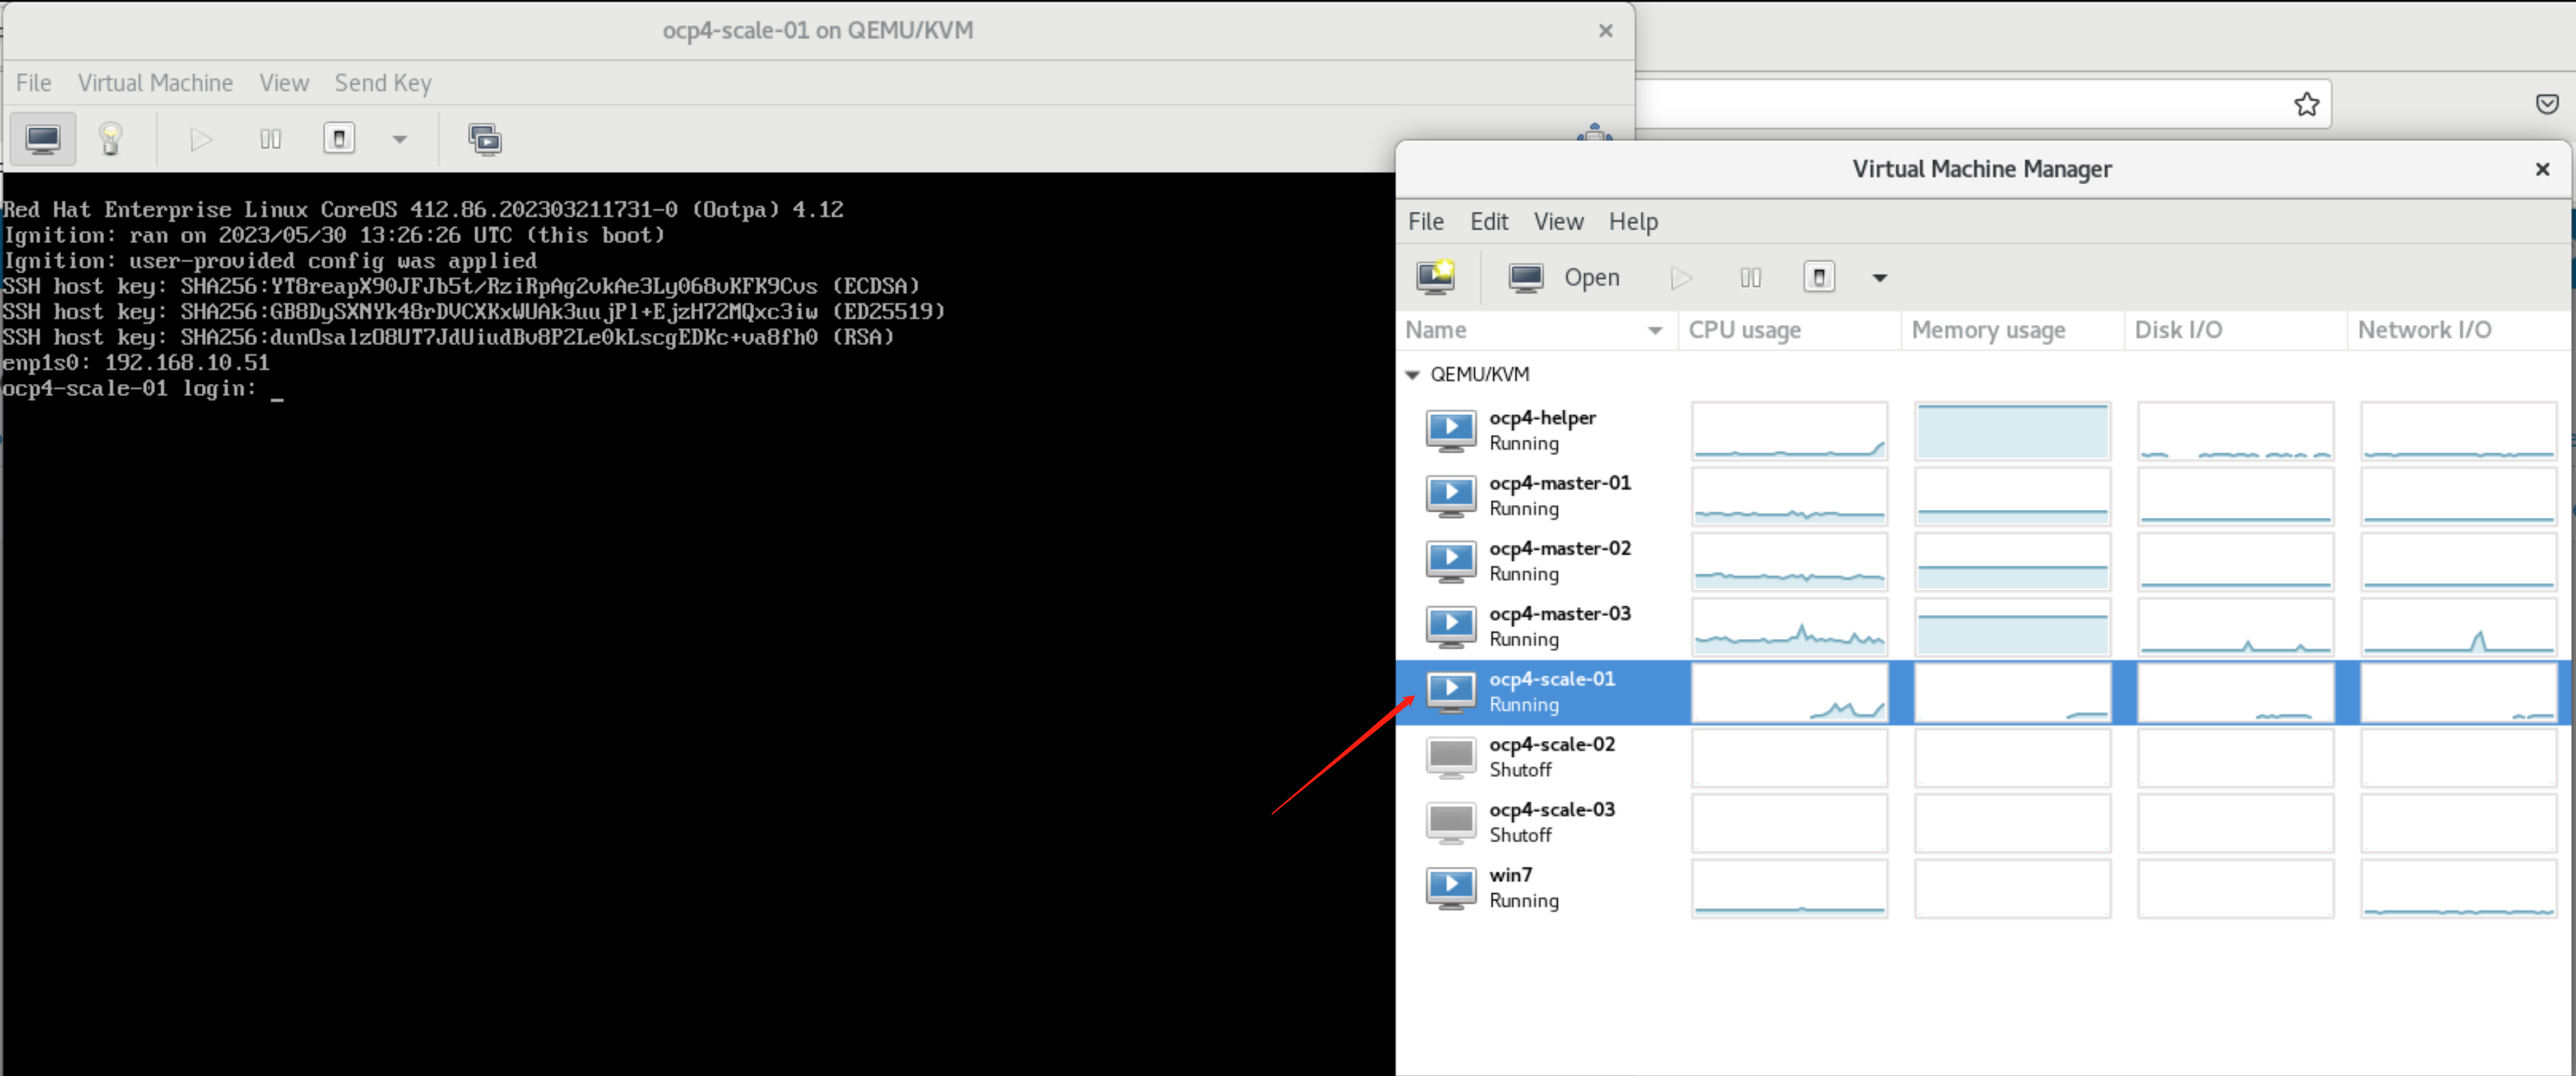 ocp4-scale-01 on QEMU/KVM
File Virtual Machine View Send Key
Red Hat Enterprise Linux CoreOS 412.86.202303211731-0 (Ootpa) 4.12
Ignition: ran on 2023/05/30 13:26:26 UTC (this boot)
Ignition: user-provided config was applied
SSH host key: SHA256:YT8reapX90JFJb5t/RziRpAg2vkAe3Ly068vKFK9Cvs (ECDSA)
SSH host key: SHA256:GB8DySXNYk48rDVCXKxWUAk3uujPl+EjzH72MQxc3iw (ED25519)
SSH host key: SHA256:dunOsalzO8UT7JdUiudBv8P2Le0kLscgEDKc+va8fh0 (RSA)
enp1s0: 192.168.10.51
ocp4-scale-01 login: _
Virtual Machine Manager
File Edit View Help
Open
Name CPU usage Memory usage Disk I/O Network I/O
QEMU/KVM
ocp4-helper
Running
ocp4-master-01
Running
ocp4-master-02
Running
ocp4-master-03
Running
ocp4-scale-01
Running
ocp4-scale-02
Shutoff
ocp4-scale-03
Shutoff
win7
Running